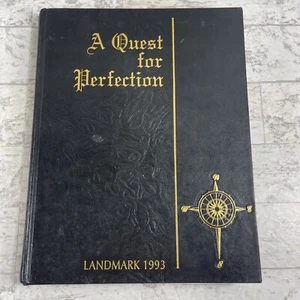 A Quest
for
Perfection
LANDMARK 1993